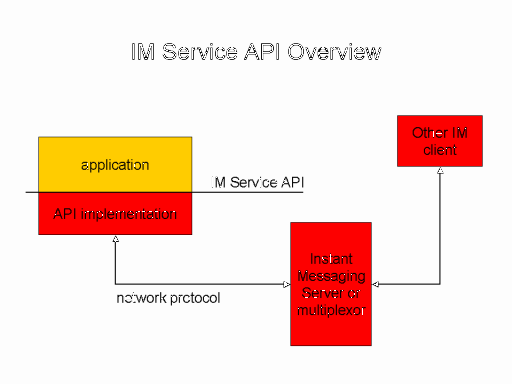 IM Service API Overview
Other IM
client
application
IM Service API
API implementation
Instant
Messaging
Server or
multiplexor
network protocol